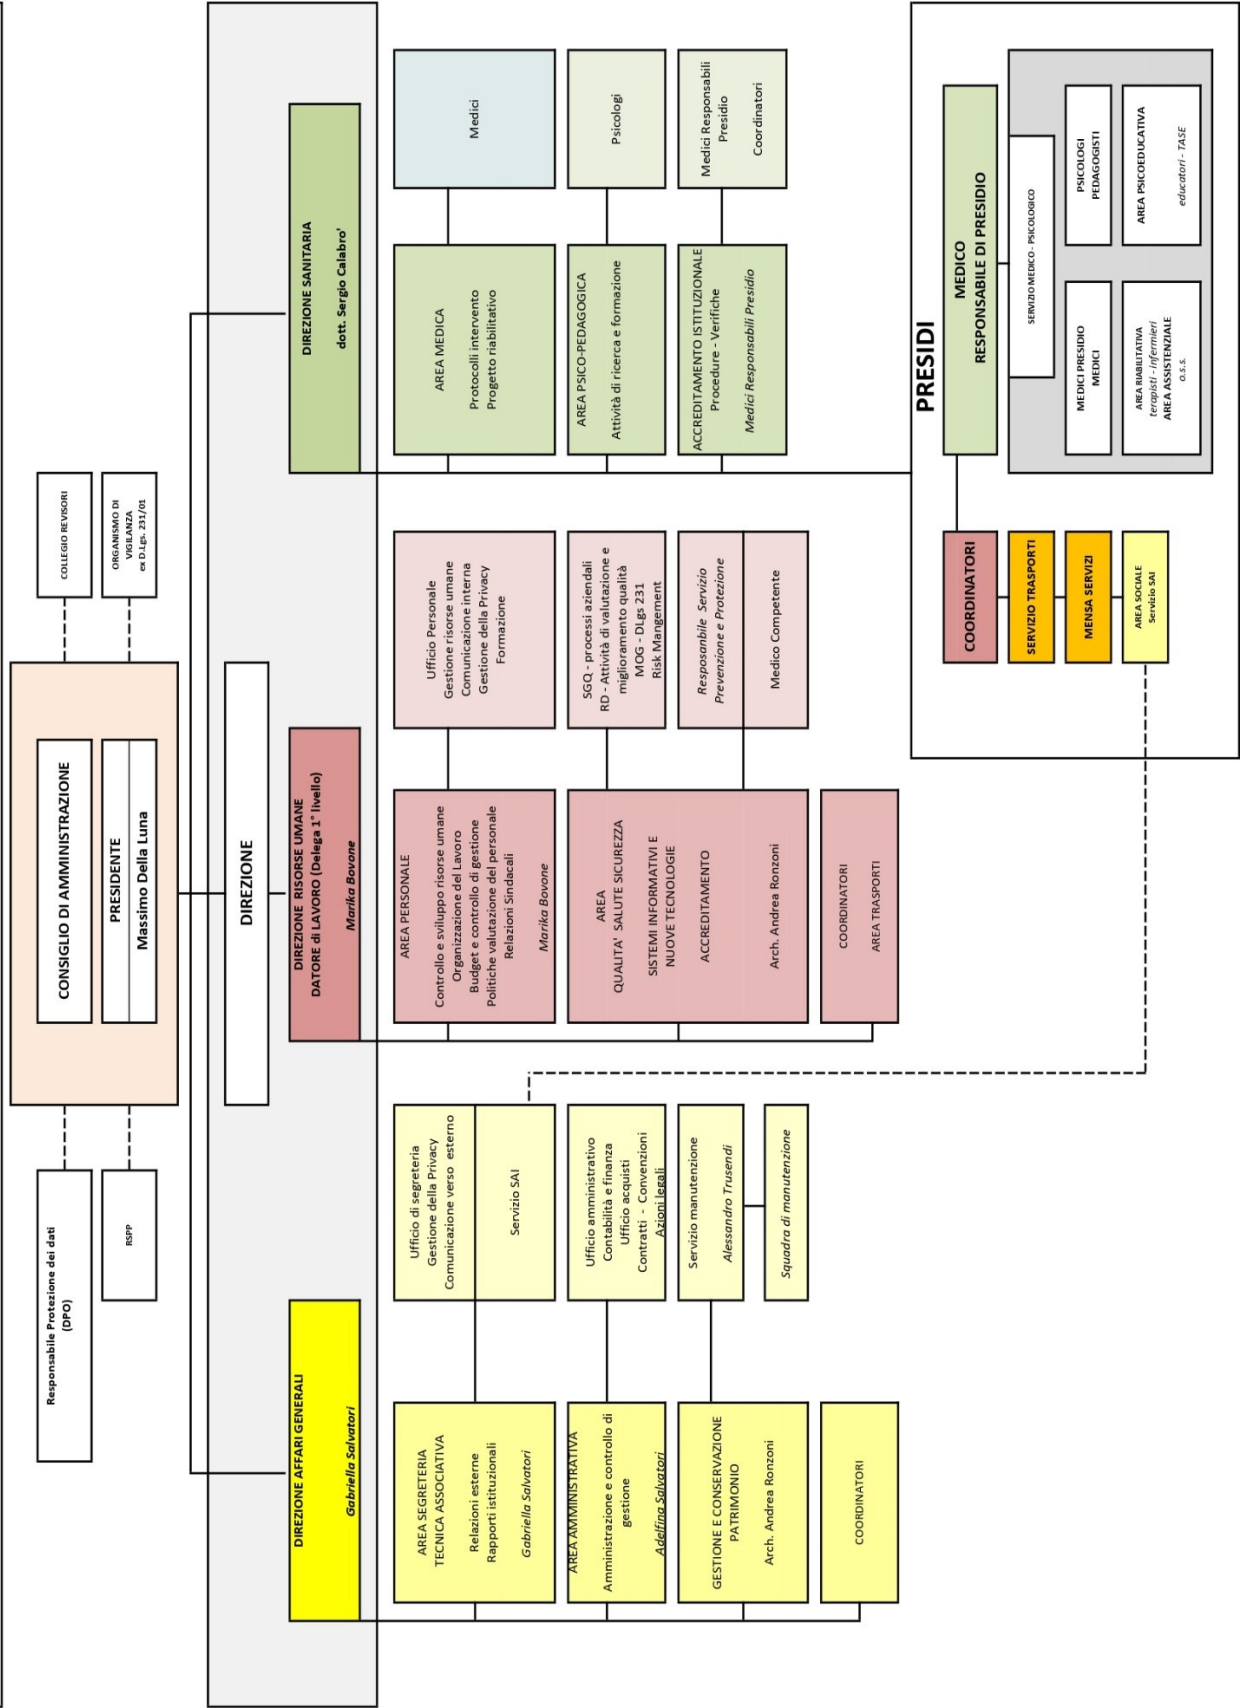 Responsabile Protezione dei dati
(DPO)
RSPP
CONSIGLIO DI AMMINISTRAZIONE
PRESIDENTE
Massimo Della Luna
COLLEGIO REVISORI
ORGANISMO DI
VIGILANZA
ex D.Lgs. 231/01
DIREZIONE
DIREZIONE AFFARI GENERALI
Gabriella Salvatori
AREA SEGRETERIA
TECNICA ASSOCIATIVA
Relazioni esterne
Rapporti istituzionali
Gabriella Salvatori
Ufficio di segreteria
Gestione della Privacy
Comunicazione verso esterno
Servizio SAI
AREA AMMINISTRATIVA
Amministrazione e controllo di
gestione
Adelfina Salvatori
Ufficio amministrativo
Contabilità e finanza
Ufficio acquisti
Contratti - Convenzioni
Azioni legali
GESTIONE E CONSERVAZIONE
PATRIMONIO
Arch. Andrea Ronzoni
Servizio manutenzione
Alessandro Trusendi
Squadra di manutenzione
COORDINATORI
DIREZIONE RISORSE UMANE
DATORE di LAVORO (Delega 1° livello)
Marika Bovone
AREA PERSONALE
Controllo e sviluppo risorse umane
Organizzazione del Lavoro
Budget e controllo di gestione
Politiche valutazione del personale
Relazioni Sindacali
Marika Bovone
Ufficio Personale
Gestione risorse umane
Comunicazione interna
Gestione della Privacy
Formazione
AREA
QUALITA' SALUTE SICUREZZA
SISTEMI INFORMATIVI E
NUOVE TECNOLOGIE
ACCREDITAMENTO
Arch. Andrea Ronzoni
SGQ - processi aziendali
RD - Attività di valutazione e
miglioramento qualità
MOG - DLgs 231
Risk Mangement
Resposanbile Servizio
Prevenzione e Protezione
Medico Competente
COORDINATORI
AREA TRASPORTI
DIREZIONE SANITARIA
dott. Sergio Calabro'
AREA MEDICA
Protocolli intervento
Progetto riabilitativo
Medici
AREA PSICO-PEDAGOGICA
Attività di ricerca e formazione
Psicologi
ACCREDITAMENTO ISTITUZIONALE
Procedure - Verifiche
Medici Responsabili Presidio
Medici Responsabili
Presidio
Coordinatori
PRESIDI
COORDINATORI
SERVIZIO TRASPORTI
MENSA SERVIZI
AREA SOCIALE
Servizio SAI
MEDICO
RESPONSABILE DI PRESIDIO
SERVIZIO MEDICO - PSICOLOGICO
MEDICI PRESIDIO
MEDICI
PSICOLOGI
PEDAGOGISTI
AREA RIABILITATIVA
terapisti - infermieri
AREA ASSISTENZIALE
o.s.s.
AREA PSICOEDUCATIVA
educatori - TASE